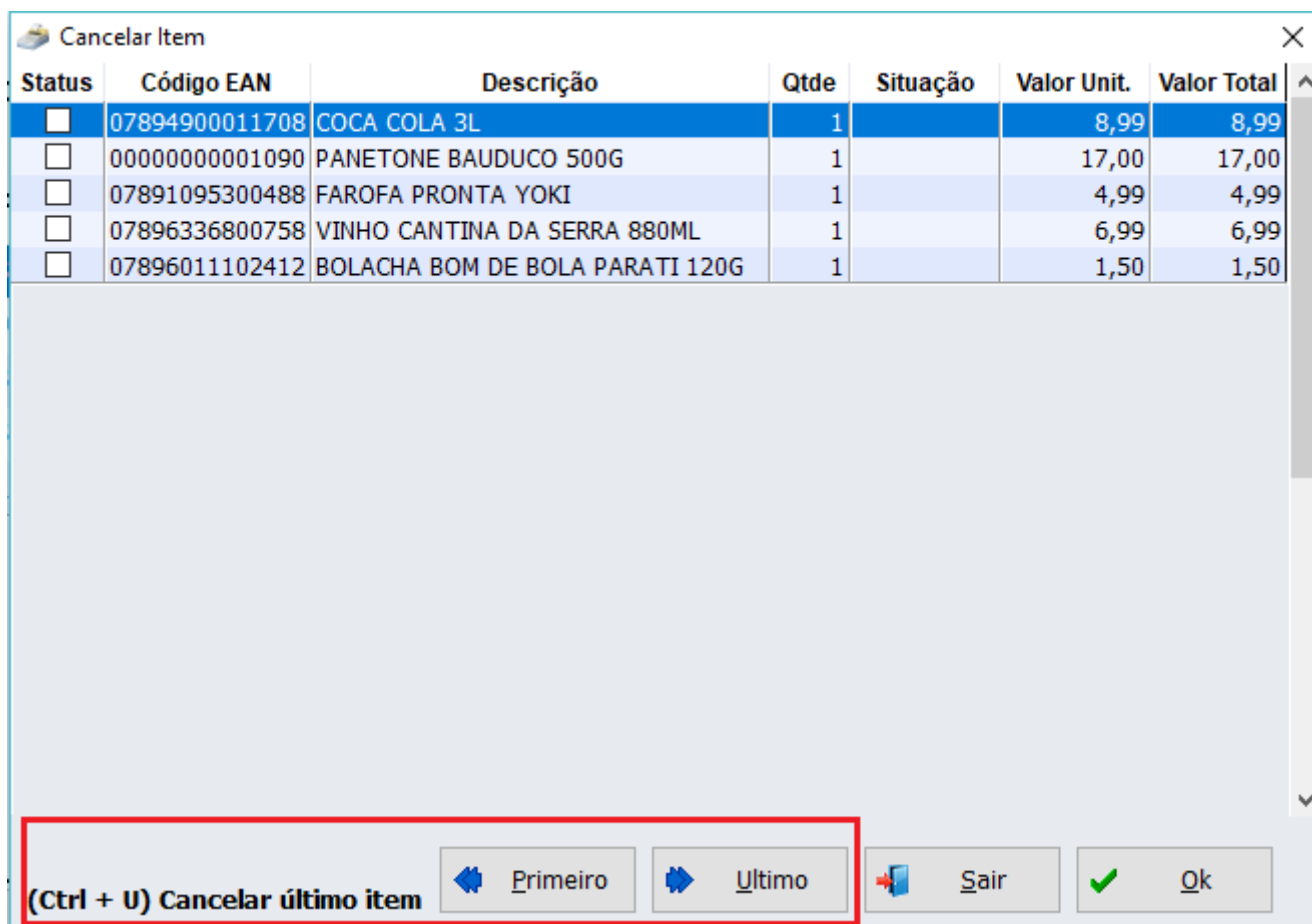 Cancelar Item
Status Código EAN Descrição Qtde Situação Valor Unit. Valor Total
07894900011708 COCA COLA 3L 1 8,99 8,99
00000000001090 PANETONE BAUDUCO 500G 1 17,00 17,00
07891095300488 FAROFA PRONTA YOKI 1 4,99 4,99
07896336800758 VINHO CANTINA DA SERRA 880ML 1 6,99 6,99
07896011102412 BOLACHA BOM DE BOLA PARATI 120G 1 1,50 1,50
(Ctrl + U) Cancelar último item Primeiro Ultimo Sair Ok